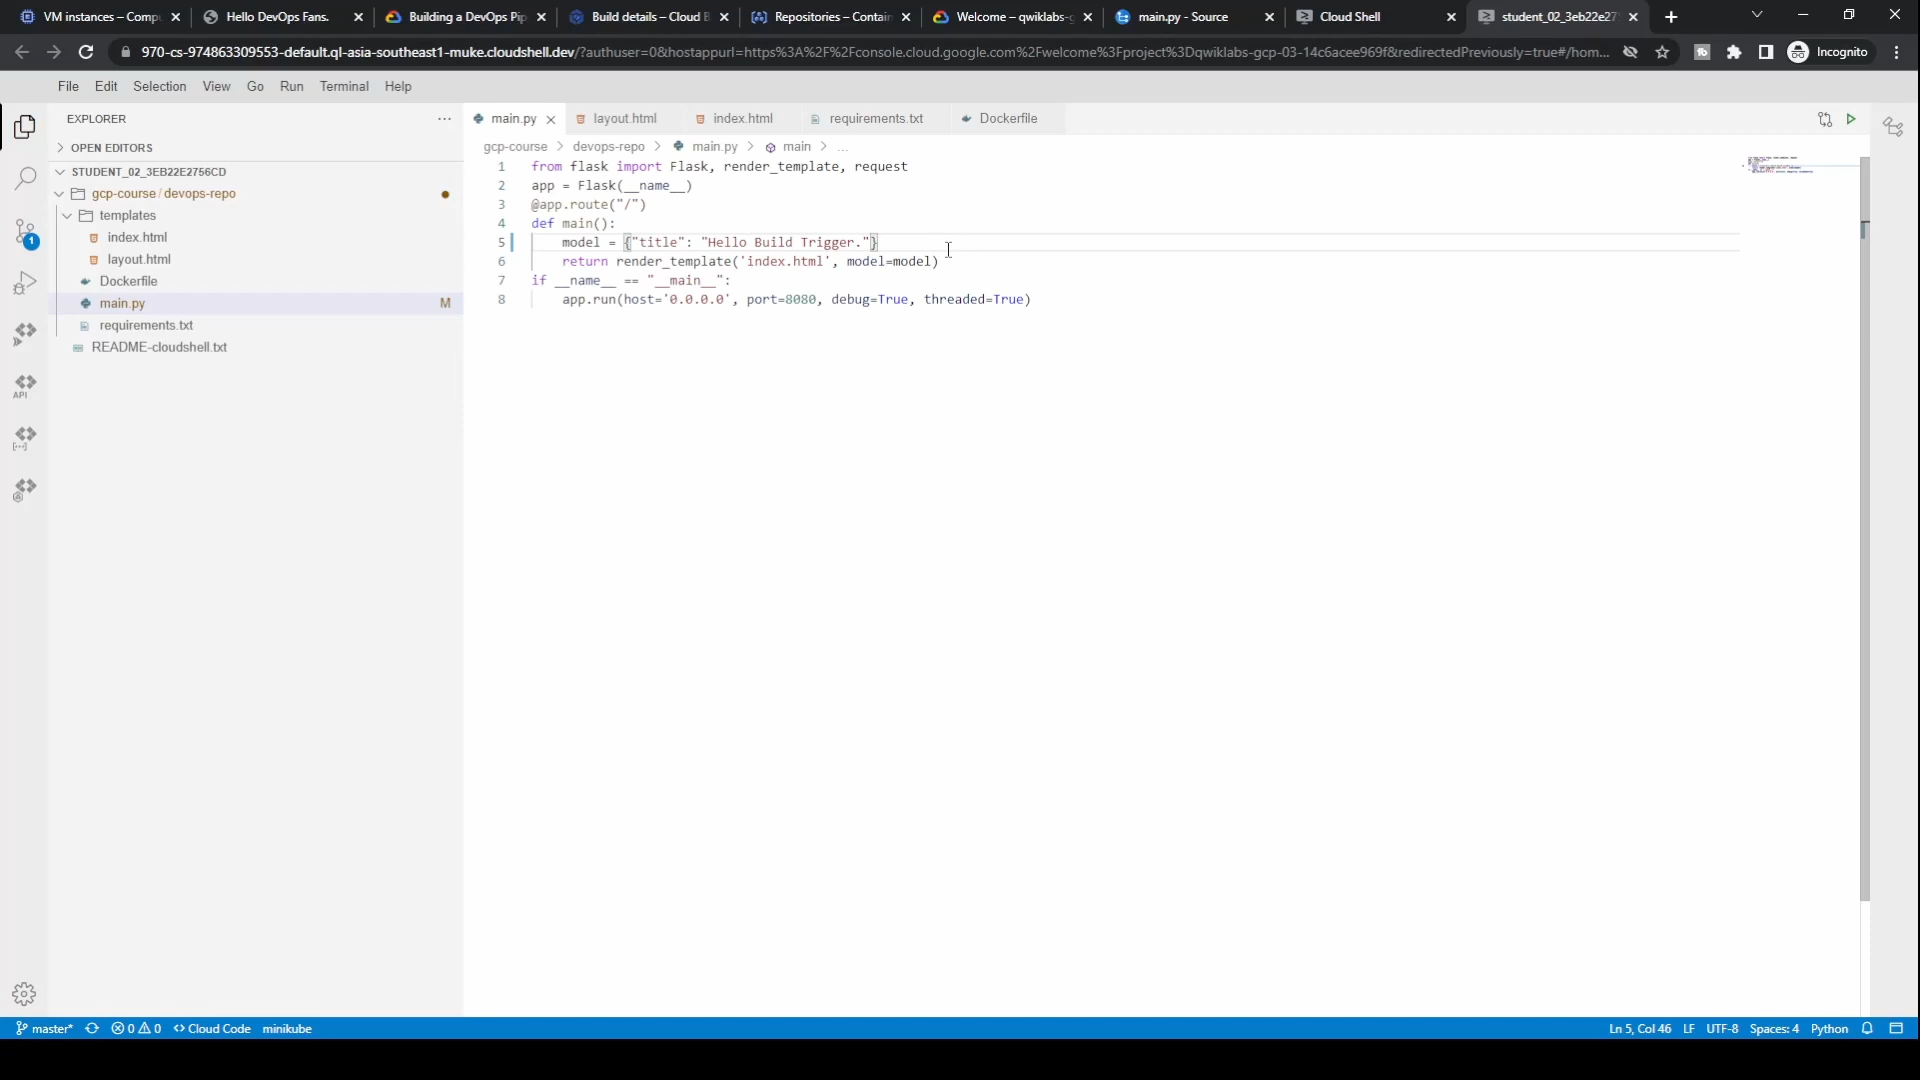 VM instances – Comp
Hello DevOps Fans.
Building a DevOps Pip
Build details – Cloud B
Repositories – Contain
Welcome – qwiklabs-g
main.py - Source
Cloud Shell
student_02_3eb22e27
970-cs-974863309553-default.ql-asia-southeast1-muke.cloudshell.dev/?authuser=0&hostappurl=https%3A%2F%2Fconsole.cloud.google.com%2Fwelcome%3Fproject%3Dqwiklabs-gcp-03-14c6acee969f&redirectedPreviously=true#/hom...
Incognito
File Edit Selection View Go Run Terminal Help
EXPLORER
OPEN EDITORS
STUDENT_02_3EB22E2756CD
gcp-course / devops-repo
templates
index.html
layout.html
Dockerfile
main.py M
requirements.txt
README-cloudshell.txt
1
API
main.py layout.html index.html requirements.txt Dockerfile
gcp-course > devops-repo > main.py > main > ...
1 from flask import Flask, render_template, request
2 app = Flask(__name__)
3 @app.route("/")
4 def main():
5 model = {"title": "Hello Build Trigger."}
6 return render_template('index.html', model=model)
7 if __name__ == "__main__":
8 app.run(host='0.0.0.0', port=8080, debug=True, threaded=True)
master* 0 0 <> Cloud Code minikube
Ln 5, Col 46 LF UTF-8 Spaces: 4 Python